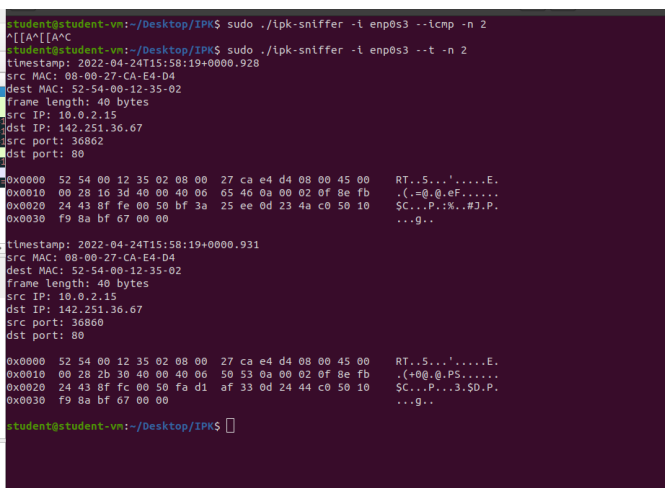 student@student-vm:~/Desktop/IPK$ sudo ./ipk-sniffer -i enp0s3 --icmp -n 2
^[[A^[[A^C
student@student-vm:~/Desktop/IPK$ sudo ./ipk-sniffer -i enp0s3 --t -n 2
timestamp: 2022-04-24T15:58:19+0000.928
src MAC: 08-00-27-CA-E4-D4
dest MAC: 52-54-00-12-35-02
frame length: 40 bytes
src IP: 10.0.2.15
dst IP: 142.251.36.67
src port: 36862
dst port: 80
0x0000 52 54 00 12 35 02 08 00 27 ca e4 d4 08 00 45 00 RT..5...'.....E.
0x0010 00 28 16 3d 40 00 40 06 65 46 0a 00 02 0f 8e fb .(.=@.@.eF......
0x0020 24 43 8f fe 00 50 bf 3a 25 ee 0d 23 4a c0 50 10 $C...P.:%..#J.P.
0x0030 f9 8a bf 67 00 00 ...g..
timestamp: 2022-04-24T15:58:19+0000.931
src MAC: 08-00-27-CA-E4-D4
dest MAC: 52-54-00-12-35-02
frame length: 40 bytes
src IP: 10.0.2.15
dst IP: 142.251.36.67
src port: 36860
dst port: 80
0x0000 52 54 00 12 35 02 08 00 27 ca e4 d4 08 00 45 00 RT..5...'.....E.
0x0010 00 28 2b 30 40 00 40 06 50 53 0a 00 02 0f 8e fb .(+0@.@.PS......
0x0020 24 43 8f fc 00 50 fa d1 af 33 0d 24 44 c0 50 10 $C...P...3.$D.P.
0x0030 f9 8a bf 67 00 00 ...g..
student@student-vm:~/Desktop/IPK$